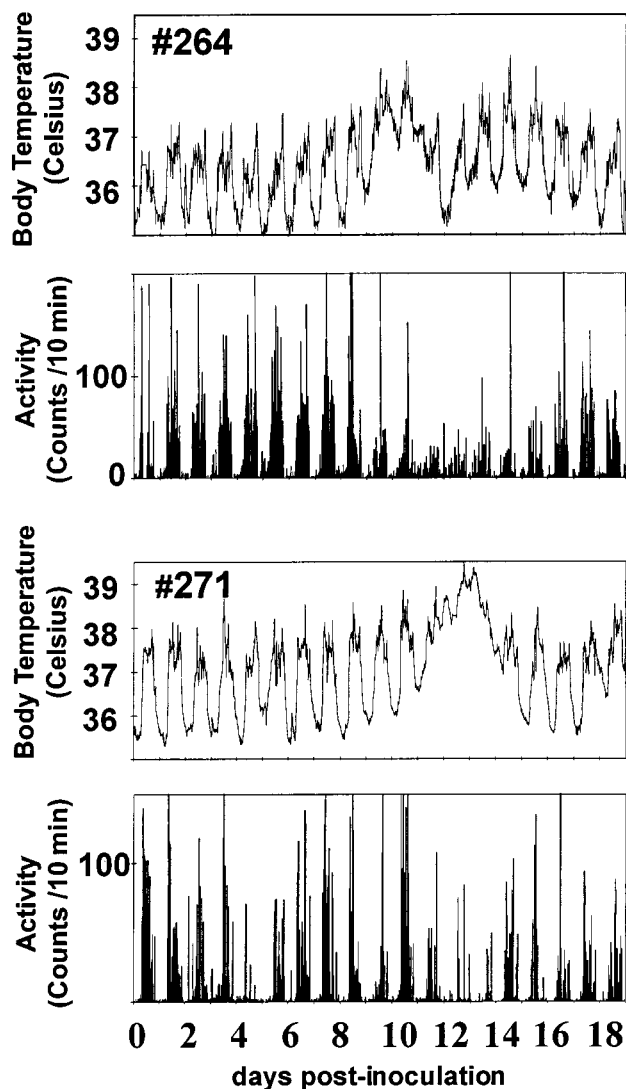 #264
Body Temperature
(Celsius)
39
38
37
36
Activity
(Counts /10 min)
100
0
#271
Body Temperature
(Celsius)
39
38
37
36
Activity
(Counts /10 min)
100
0 2 4 6 8 10 12 14 16 18
days post-inoculation